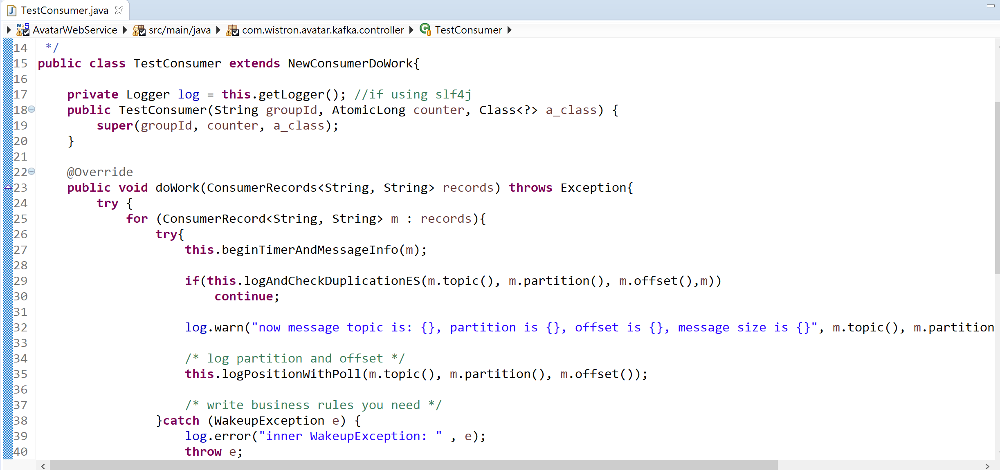 TestConsumer.java
AvatarWebService src/main/java com.wistron.avatar.kafka.controller TestConsumer
14 */
15 public class TestConsumer extends NewConsumerDoWork{
16
17 private Logger log = this.getLogger(); //if using slf4j
18 public TestConsumer(String groupId, AtomicLong counter, Class<?> a_class) {
19 super(groupId, counter, a_class);
20 }
21
22 @Override
23 public void doWork(ConsumerRecords<String, String> records) throws Exception{
24 try {
25 for (ConsumerRecord<String, String> m : records){
26 try{
27 this.beginTimerAndMessageInfo(m);
28
29 if(this.logAndCheckDuplicationES(m.topic(), m.partition(), m.offset(),m))
30 continue;
31
32 log.warn("now message topic is: {}, partition is {}, offset is {}, message size is {}", m.topic(), m.partition
33
34 /* log partition and offset */
35 this.logPositionWithPoll(m.topic(), m.partition(), m.offset());
36
37 /* write business rules you need */
38 }catch (WakeupException e) {
39 log.error("inner WakeupException: " , e);
40 throw e;